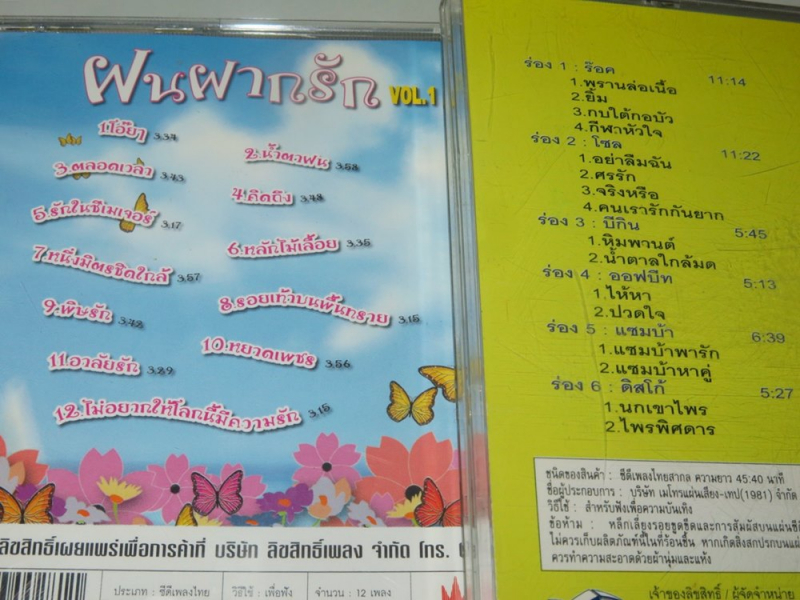 ฝนฝากรัก VOL.1
1.โอ๊ยๆ 3.34
2.น้ำตาฝน 3.58
3.ตลอดเวลา 3.43
4.คิดถึง 3.48
5.รักในซีเมเจอร์ 3.17
6.หลักไม้เลื้อย 3.35
7.หนึ่งมิตรชิดใกล้ 3.57
8.รอยเท้าบนพื้นทราย 3.15
9.พิษรัก 3.42
10.หยาดเพชร 3.56
11.อาลัยรัก 3.29
12.ไม่อยากให้โลกนี้มีความรัก 3.15
ลิขสิทธิ์เผยแพร่เพื่อการค้าที่ บริษัท ลิขสิทธิ์เพลง จำกัด โทร.
ประเภท : ซีดีเพลงไทย วิธีใช้ : เพื่อฟัง จำนวน : 12 เพลง
ร่อง 1 : ร๊อค 11:14
1.พรานล่อเนื้อ
2.ยิ้ม
3.กบใต้กอบัว
4.กีฬาหัวใจ
ร่อง 2 : โซล 11:22
1.อย่าลืมฉัน
2.ศรรัก
3.จริงหรือ
4.คนเรารักกันยาก
ร่อง 3 : บีกิน 5:45
1.หิมพานต์
2.น้ำตาลใกล้มด
ร่อง 4 : ออฟบีท 5:13
1.ไห้หา
2.ปวดใจ
ร่อง 5 : แซมบ้า 6:39
1.แซมบ้าพารัก
2.แซมบ้าหาคู่
ร่อง 6 : ดิสโก้ 5:27
1.นกเขาไพร
2.ไพรพิศดาร
ชนิดของสินค้า : ซีดีเพลงไทยสากล ความยาว 45:40 นาที
ชื่อผู้ประกอบการ : บริษัท เมโทรแผ่นเสียง-เทป(1981) จำกัด
วิธีใช้ : สำหรับฟังเพื่อความบันเทิง
ข้อห้าม : หลีกเลี่ยงรอยขูดขีดและการสัมผัสบนแผ่นซีดี
ไม่ควรเก็บผลิตภัณฑ์นี้ในที่ร้อนชื้น หากเกิดสิ่งสกปรกบนแผ่น
ควรทำความสะอาดด้วยผ้านุ่มและแห้ง
เจ้าของลิขสิทธิ์ / ผู้จัดจำหน่าย